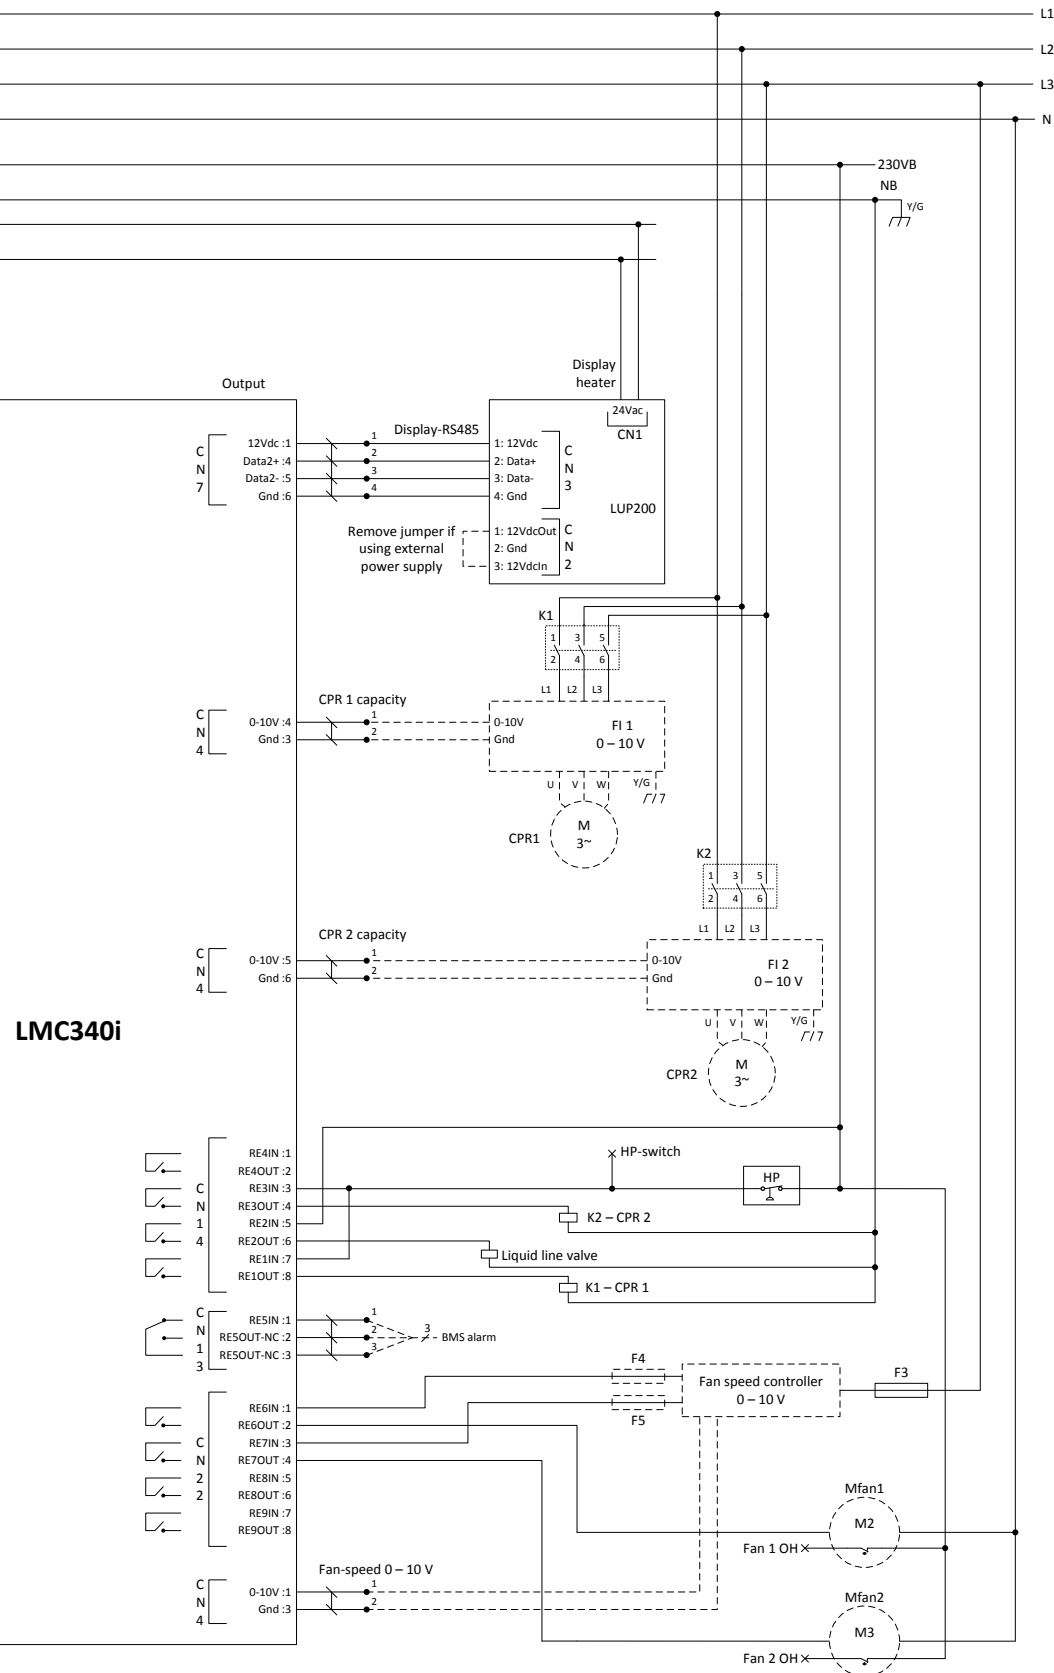 L1
L2
L3
N
230VB
NB
Y/G
Display
heater
Output
24Vac
CN1
C
N
7
12Vdc :1
Data2+ :4
Data2- :5
Gnd :6
1
2
3
4
Display-RS485
1: 12Vdc
2: Data+
3: Data-
4: Gnd
C
N
3
LUP200
Remove jumper if
using external
power supply
1: 12VdcOut
2: Gnd
3: 12VdcIn
C
N
2
K1
1 3 5
2 4 6
L1 L2 L3
CPR 1 capacity
C
N
4
0-10V :4
Gnd :3
1
2
0-10V
Gnd
FI 1
0 – 10 V
U V W Y/G
CPR1
M
3~
K2
1 3 5
2 4 6
L1 L2 L3
CPR 2 capacity
C
N
4
0-10V :5
Gnd :6
1
2
0-10V
Gnd
FI 2
0 – 10 V
U V W Y/G
CPR2
M
3~
LMC340i
C
N
1
4
RE4IN :1
RE4OUT :2
RE3IN :3
RE3OUT :4
RE2IN :5
RE2OUT :6
RE1IN :7
RE1OUT :8
HP-switch
HP
K2 – CPR 2
Liquid line valve
K1 – CPR 1
C
N
1
3
RE5IN :1
RE5OUT-NC :2
RE5OUT-NC :3
1
2
3
3
BMS alarm
F4
F5
Fan speed controller
0 – 10 V
F3
C
N
2
2
RE6IN :1
RE6OUT :2
RE7IN :3
RE7OUT :4
RE8IN :5
RE8OUT :6
RE9IN :7
RE9OUT :8
Mfan1
M2
Fan 1 OH
Fan-speed 0 – 10 V
C
N
4
0-10V :1
Gnd :3
1
2
Mfan2
M3
Fan 2 OH